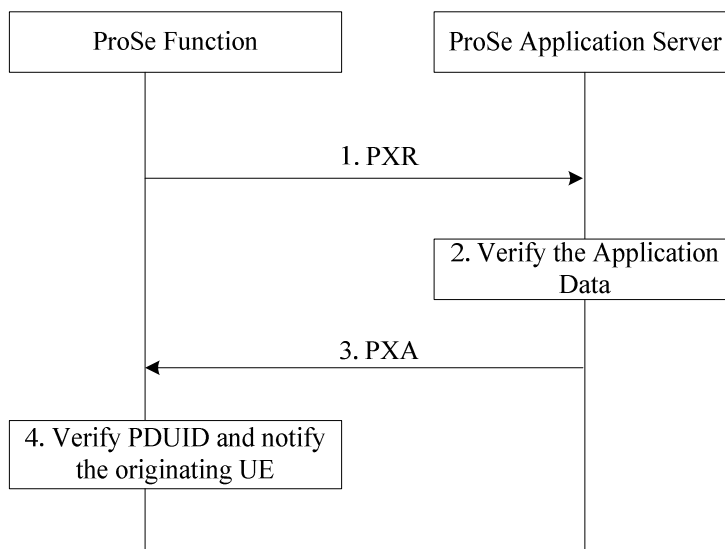 ProSe Function
ProSe Application Server
1. PXR
2. Verify the Application
Data
3. PXA
4. Verify PDUID and notify
the originating UE